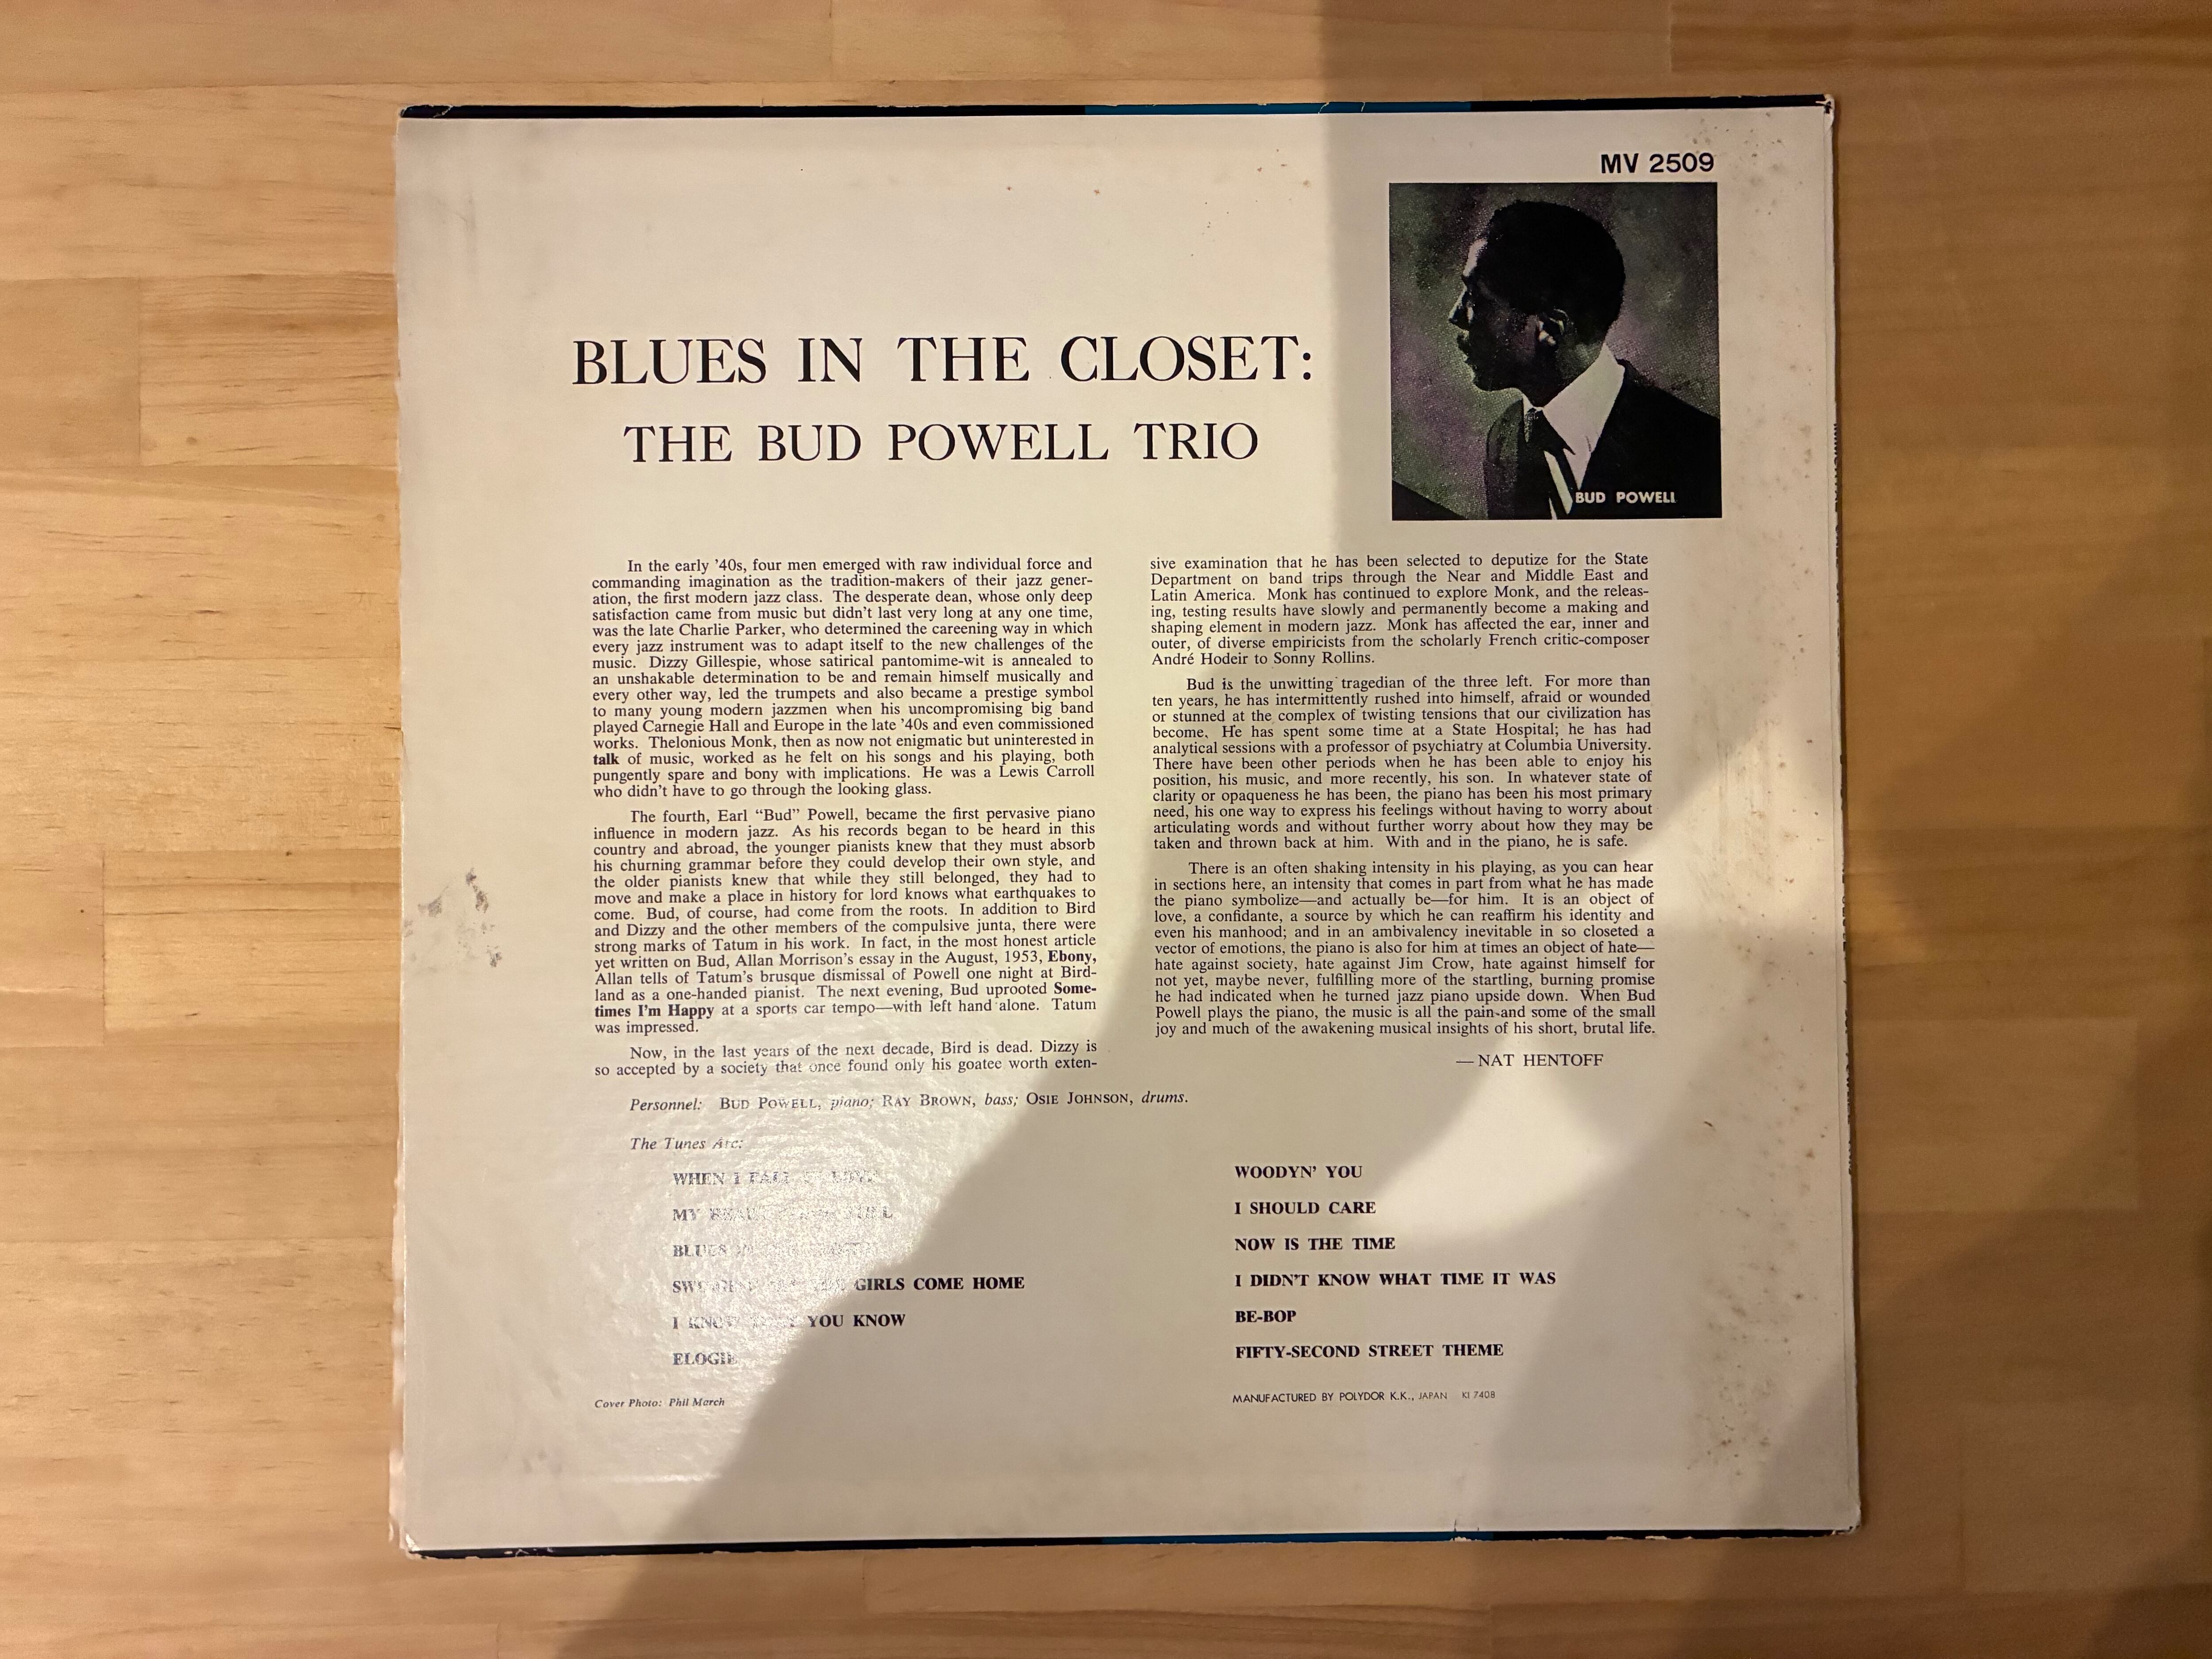 MV 2509
BUD POWELL
BLUES IN THE CLOSET:
THE BUD POWELL TRIO
In the early '40s, four men emerged with raw individual force and
commanding imagination as the tradition-makers of their jazz gener-
ation, the first modern jazz class. The desperate dean, whose only deep
satisfaction came from music but didn't last very long at any one time,
was the late Charlie Parker, who determined the careening way in which
every jazz instrument was to adapt itself to the new challenges of the
music. Dizzy Gillespie, whose satirical pantomime-wit is annealed to
an unshakable determination to be and remain himself musically and
every other way, led the trumpets and also became a prestige symbol
to many young modern jazzmen when his uncompromising big band
played Carnegie Hall and Europe in the late '40s and even commissioned
works. Thelonious Monk, then as now not enigmatic but uninterested in
talk of music, worked as he felt on his songs and his playing, both
pungently spare and bony with implications. He was a Lewis Carroll
who didn't have to go through the looking glass.
The fourth, Earl “Bud” Powell, became the first pervasive piano
influence in modern jazz. As his records began to be heard in this
country and abroad, the younger pianists knew that they must absorb
his churning grammar before they could develop their own style, and
the older pianists knew that while they still belonged, they had to
move and make a place in history for lord knows what earthquakes to
come. Bud, of course, had come from the roots. In addition to Bird
and Dizzy and the other members of the compulsive junta, there were
strong marks of Tatum in his work. In fact, in the most honest article
yet written on Bud, Allan Morrison's essay in the August, 1953, Ebony,
Allan tells of Tatum's brusque dismissal of Powell one night at Bird-
land as a one-handed pianist. The next evening, Bud uprooted Some-
times I'm Happy at a sports car tempo—with left hand alone. Tatum
was impressed.
Now, in the last years of the next decade, Bird is dead. Dizzy is
so accepted by a society that once found only his goatee worth exten-
sive examination that he has been selected to deputize for the State
Department on band trips through the Near and Middle East and
Latin America. Monk has continued to explore Monk, and the releas-
ing, testing results have slowly and permanently become a making and
shaping element in modern jazz. Monk has affected the ear, inner and
outer, of diverse empiricists from the scholarly French critic-composer
André Hodeir to Sonny Rollins.
Bud is the unwitting tragedian of the three left. For more than
ten years, he has intermittently rushed into himself, afraid or wounded
or stunned at the complex of twisting tensions that our civilization has
become. He has spent some time at a State Hospital; he has had
analytical sessions with a professor of psychiatry at Columbia University.
There have been other periods when he has been able to enjoy his
position, his music, and more recently, his son. In whatever state of
clarity or opaqueness he has been, the piano has been his most primary
need, his one way to express his feelings without having to worry about
articulating words and without further worry about how they may be
taken and thrown back at him. With and in the piano, he is safe.
There is an often shaking intensity in his playing, as you can hear
in sections here, an intensity that comes in part from what he has made
the piano symbolize—and actually be—for him. It is an object of
love, a confidante, a source by which he can reaffirm his identity and
even his manhood; and in an ambivalency inevitable in so closeted a
vector of emotions, the piano is also for him at times an object of hate—
hate against society, hate against Jim Crow, hate against himself for
not yet, maybe never, fulfilling more of the startling, burning promise
he had indicated when he turned jazz piano upside down. When Bud
Powell plays the piano, the music is all the pain and some of the small
joy and much of the awakening musical insights of his short, brutal life.
— NAT HENTOFF
Personnel: BUD POWELL, piano; RAY BROWN, bass; OSIE JOHNSON, drums.
The Tunes Are:
WHEN I FALL
MY
BLUES
GIRLS COME HOME
I KNOW YOU KNOW
ELOGIE
WOODYN' YOU
I SHOULD CARE
NOW IS THE TIME
I DIDN'T KNOW WHAT TIME IT WAS
BE-BOP
FIFTY-SECOND STREET THEME
Cover Photo: Phil March
MANUFACTURED BY POLYDOR K.K., JAPAN KI 7408